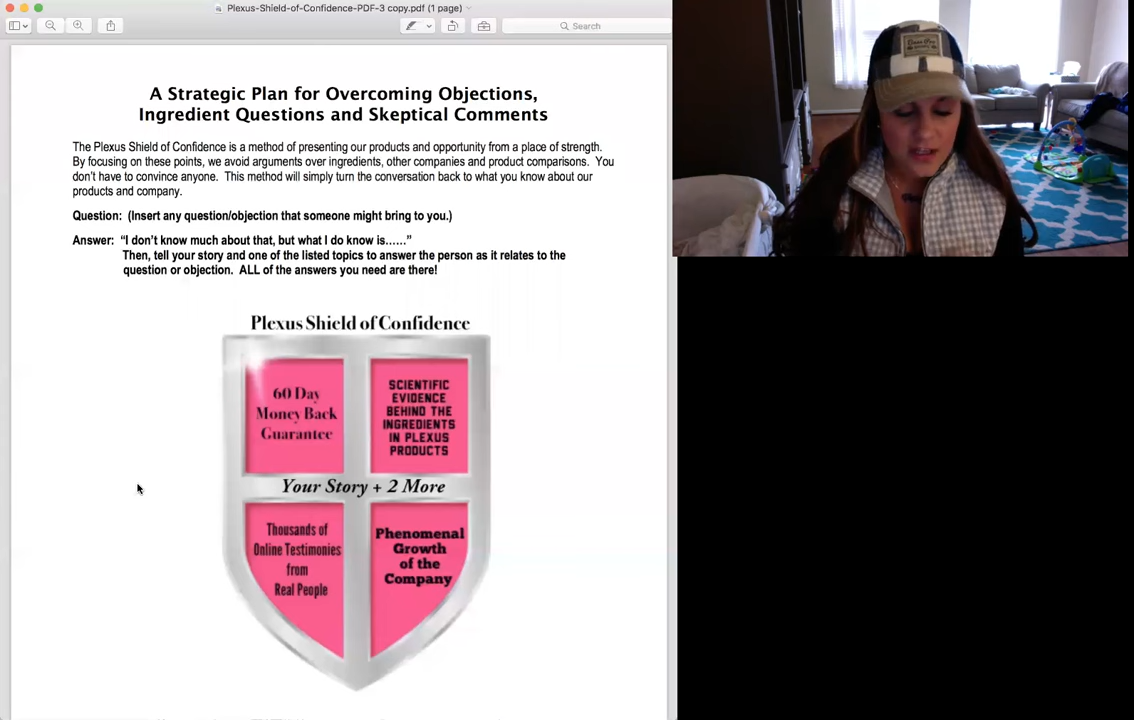 Plexus-Shield-of-Confidence-PDF-3 copy.pdf (1 page)
Search
A Strategic Plan for Overcoming Objections,
Ingredient Questions and Skeptical Comments
The Plexus Shield of Confidence is a method of presenting our products and opportunity from a place of strength.
By focusing on these points, we avoid arguments over ingredients, other companies and product comparisons. You
don't have to convince anyone. This method will simply turn the conversation back to what you know about our
products and company.
Question: (Insert any question/objection that someone might bring to you.)
Answer: "I don't know much about that, but what I do know is......"
Then, tell your story and one of the listed topics to answer the person as it relates to the
question or objection. ALL of the answers you need are there!
Plexus Shield of Confidence
60 Day
Money Back
Guarantee
SCIENTIFIC
EVIDENCE
BEHIND THE
INGREDIENTS
IN PLEXUS
PRODUCTS
Your Story + 2 More
Thousands of
Online Testimonies
from
Real People
Phenomenal
Growth
of the
Company